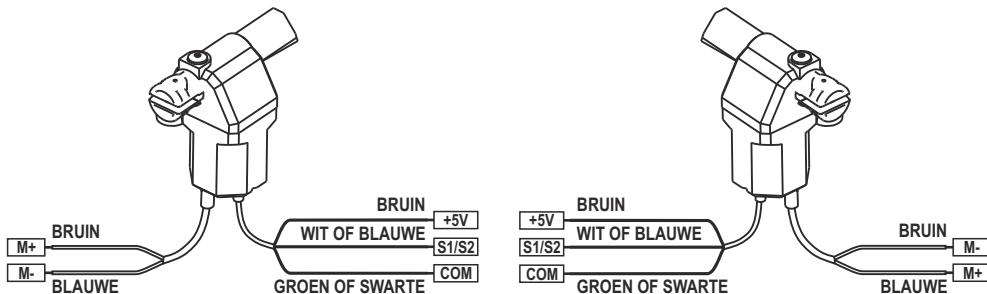 BRUIN +5V
WIT OF BLAUWE S1/S2
GROEN OF SWARTE COM
M+ BRUIN
M- BLAUWE
+5V BRUIN
S1/S2 WIT OF BLAUWE
COM GROEN OF SWARTE
BRUIN M-
BLAUWE M+